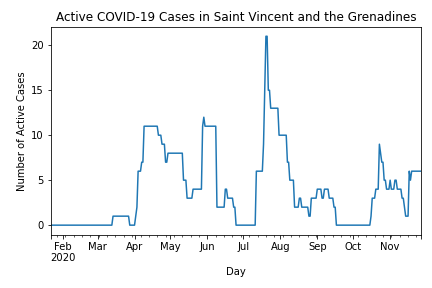 Active COVID-19 Cases in Saint Vincent and the Grenadines
Number of Active Cases
20
15
10
5
0
Feb Mar Apr May Jun Jul Aug Sep Oct Nov
2020
Day